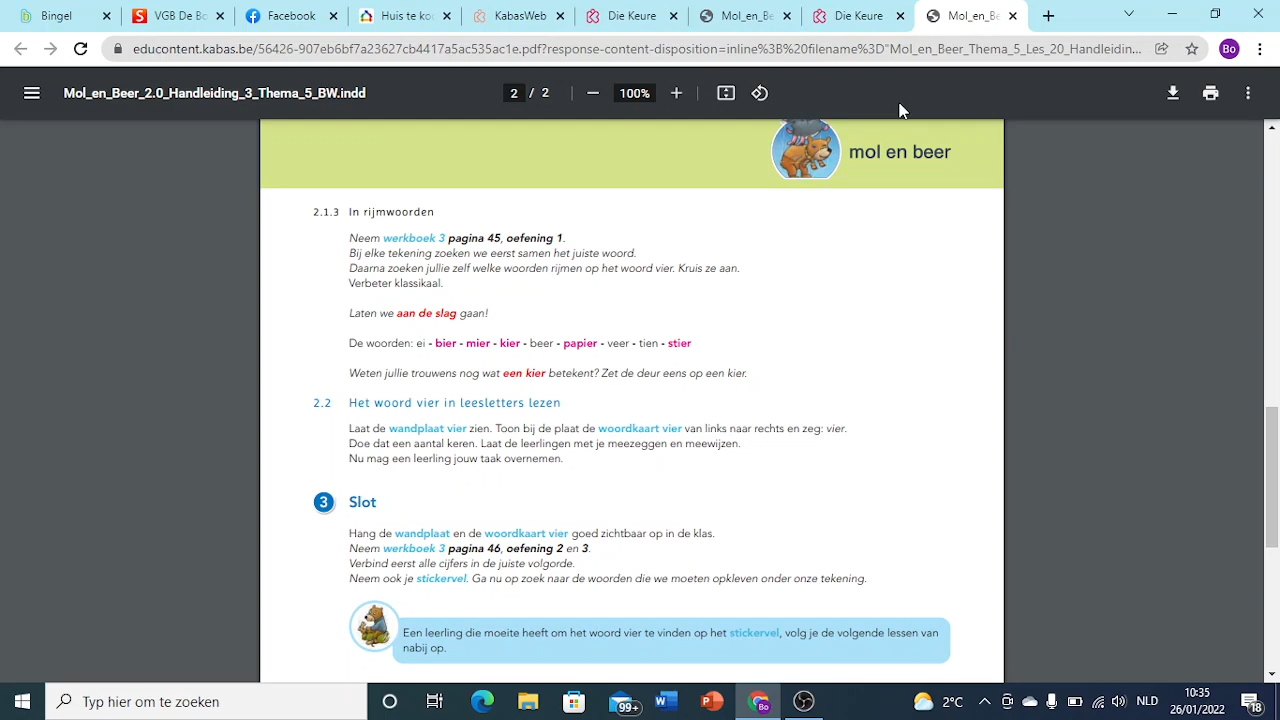 Bingel
VGB De Bo
Facebook
Huis te ko
KabasWeb
Die Keure
Mol_en_Be
Die Keure
Mol_en_Be
educontent.kabas.be/56426-907eb6bf7a23627cb4417a5ac535ac1e.pdf?response-content-disposition=inline%3B%20filename%3D"Mol_en_Beer_Thema_5_Les_20_Handleidin...
Bo
Mol_en_Beer_2.0_Handleiding_3_Thema_5_BW.indd
2 / 2
100%
mol en beer
2.1.3 In rijmwoorden
Neem werkboek 3 pagina 45, oefening 1.
Bij elke tekening zoeken we eerst samen het juiste woord.
Daarna zoeken jullie zelf welke woorden rijmen op het woord vier. Kruis ze aan.
Verbeter klassikaal.
Laten we aan de slag gaan!
De woorden: ei - bier - mier - kier - beer - papier - veer - tien - stier
Weten jullie trouwens nog wat een kier betekent? Zet de deur eens op een kier.
2.2 Het woord vier in leesletters lezen
Laat de wandplaat vier zien. Toon bij de plaat de woordkaart vier van links naar rechts en zeg: vier.
Doe dat een aantal keren. Laat de leerlingen met je meezeggen en meewijzen.
Nu mag een leerling jouw taak overnemen.
3 Slot
Hang de wandplaat en de woordkaart vier goed zichtbaar op in de klas.
Neem werkboek 3 pagina 46, oefening 2 en 3.
Verbind eerst alle cijfers in de juiste volgorde.
Neem ook je stickervel. Ga nu op zoek naar de woorden die we moeten opkleven onder onze tekening.
Een leerling die moeite heeft om het woord vier te vinden op het stickervel, volg je de volgende lessen van
nabij op.
Typ hier om te zoeken
99+
Bo
2°C
NLD
10:35
26/01/2022
18